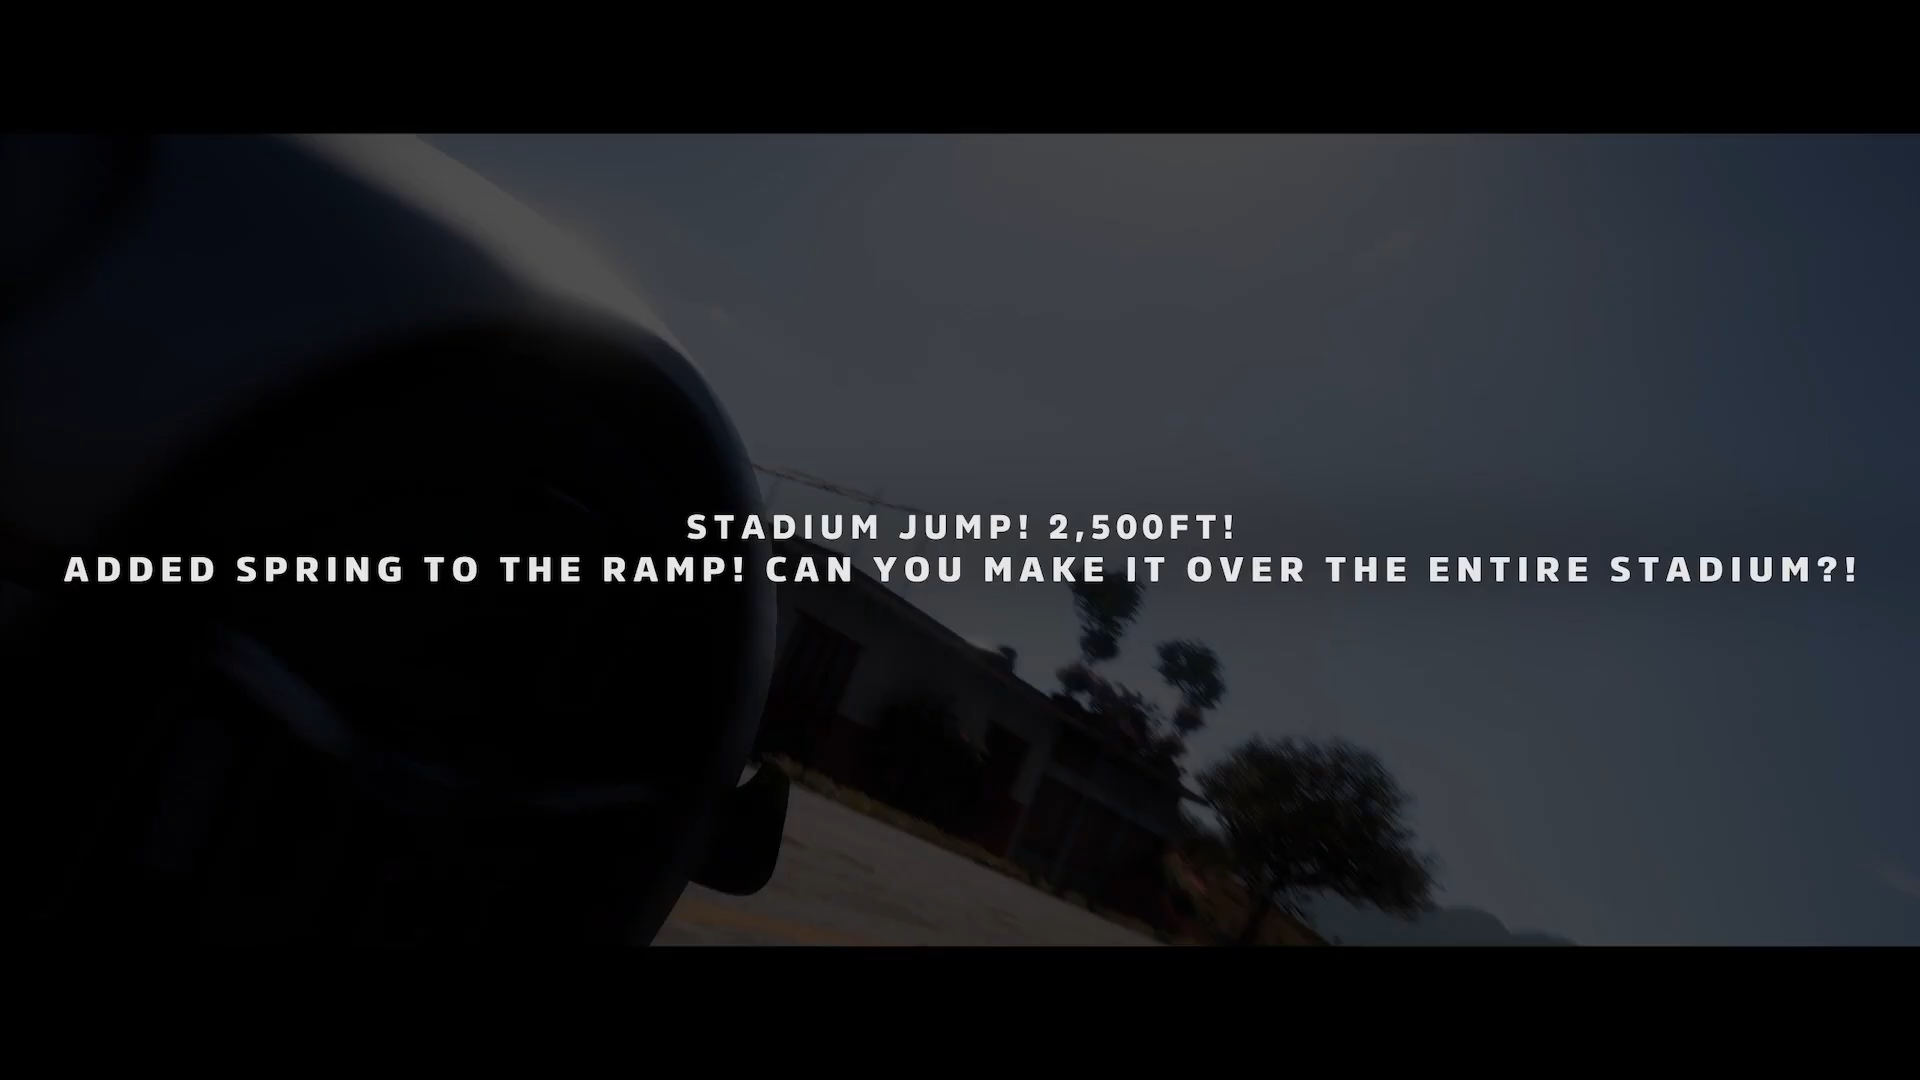 STADIUM JUMP! 2,500FT!
ADDED SPRING TO THE RAMP! CAN YOU MAKE IT OVER THE ENTIRE STADIUM?!